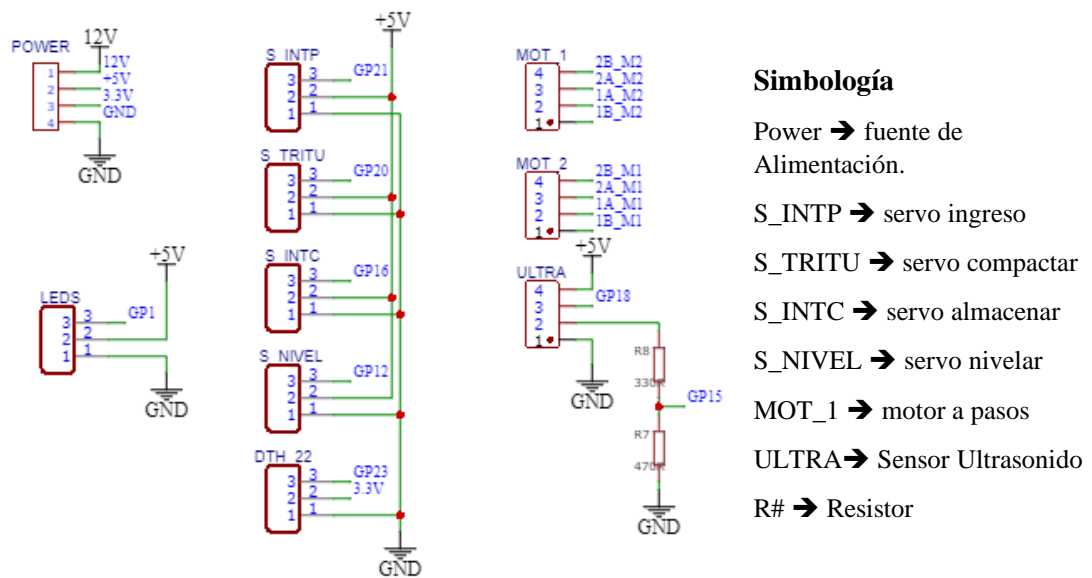 POWER
12V
1
2
3
4
12V
+5V
3.3V
GND
GND
+5V
LEDS
3
2
1
3
2
1
GP1
GND
+5V
S_INTP
3
2
1
3
2
1
GP21
S_TRITU
3
2
1
3
2
1
GP20
S_INTC
3
2
1
3
2
1
GP16
S_NIVEL
3
2
1
3
2
1
GP12
DTH_22
3
2
1
3
2
1
GP23
3.3V
GND
MOT_1
4
3
2
1
2B_M2
2A_M2
1A_M2
1B_M2
MOT_2
4
3
2
1
2B_M1
2A_M1
1A_M1
1B_M1
+5V
ULTRA
4
3
2
1
GP18
GND
R8
330R
GP15
R7
470R
GND
Simbología
Power ➔ fuente de
Alimentación.
S_INTP ➔ servo ingreso
S_TRITU ➔ servo compactar
S_INTC ➔ servo almacenar
S_NIVEL ➔ servo nivelar
MOT_1 ➔ motor a pasos
ULTRA➔ Sensor Ultrasonido
R# ➔ Resistor